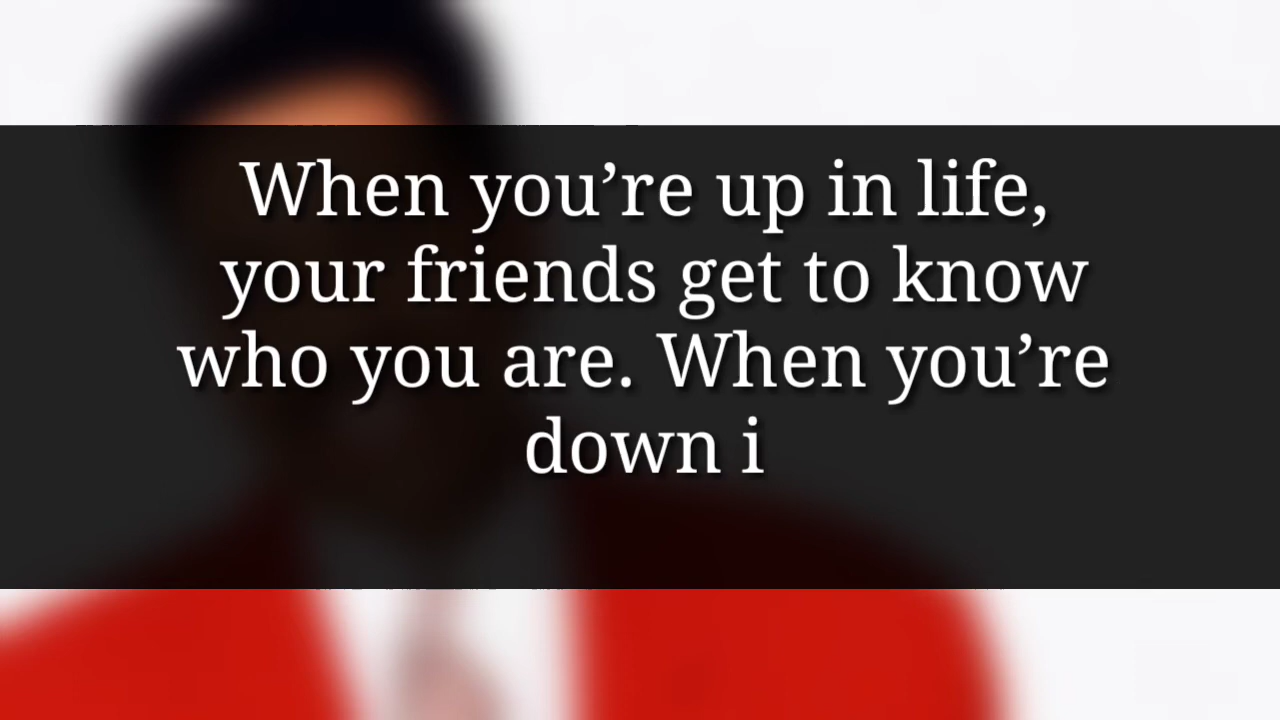 When you’re up in life,
your friends get to know
who you are. When you’re
down i